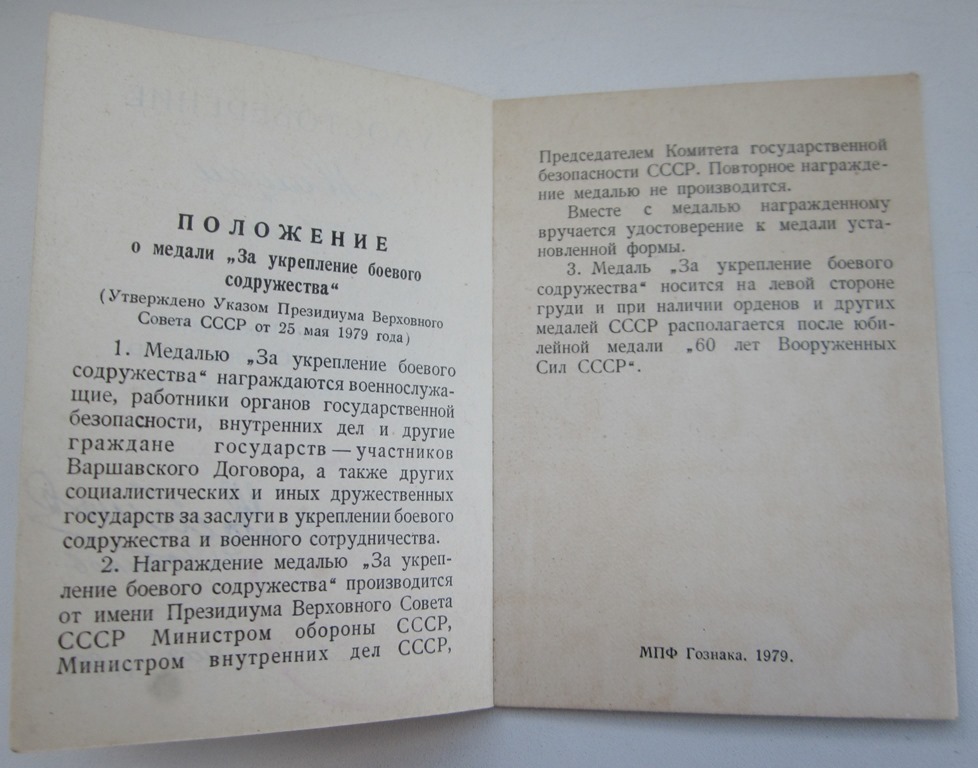 ПОЛОЖЕНИЕ
о медали „За укрепление боевого
содружества“
(Утверждено Указом Президиума Верховного
Совета СССР от 25 мая 1979 года)
1. Медалью „За укрепление боевого
содружества“ награждаются военнослужа-
щие, работники органов государственной
безопасности, внутренних дел и другие
граждане государств — участников
Варшавского Договора, а также других
социалистических и иных дружественных
государств за заслуги в укреплении боевого
содружества и военного сотрудничества.
2. Награждение медалью „За укреп-
ление боевого содружества“ производится
от имени Президиума Верховного Совета
СССР Министром обороны СССР,
Министром внутренних дел СССР,
Председателем Комитета государственной
безопасности СССР. Повторное награжде-
ние медалью не производится.
Вместе с медалью награжденному
вручается удостоверение к медали уста-
новленной формы.
3. Медаль „За укрепление боевого
содружества“ носится на левой стороне
груди и при наличии орденов и других
медалей СССР располагается после юби-
лейной медали „60 лет Вооруженных
Сил СССР“.
МПФ Гознака. 1979.